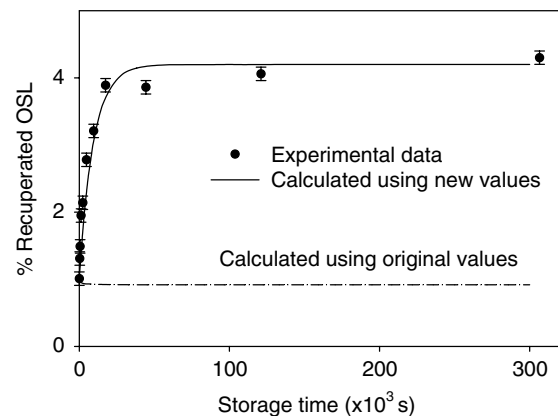 % Recuperated OSL
4
2
0
Experimental data
Calculated using new values
Calculated using original values
0
100
200
300
Storage time (x10³ s)